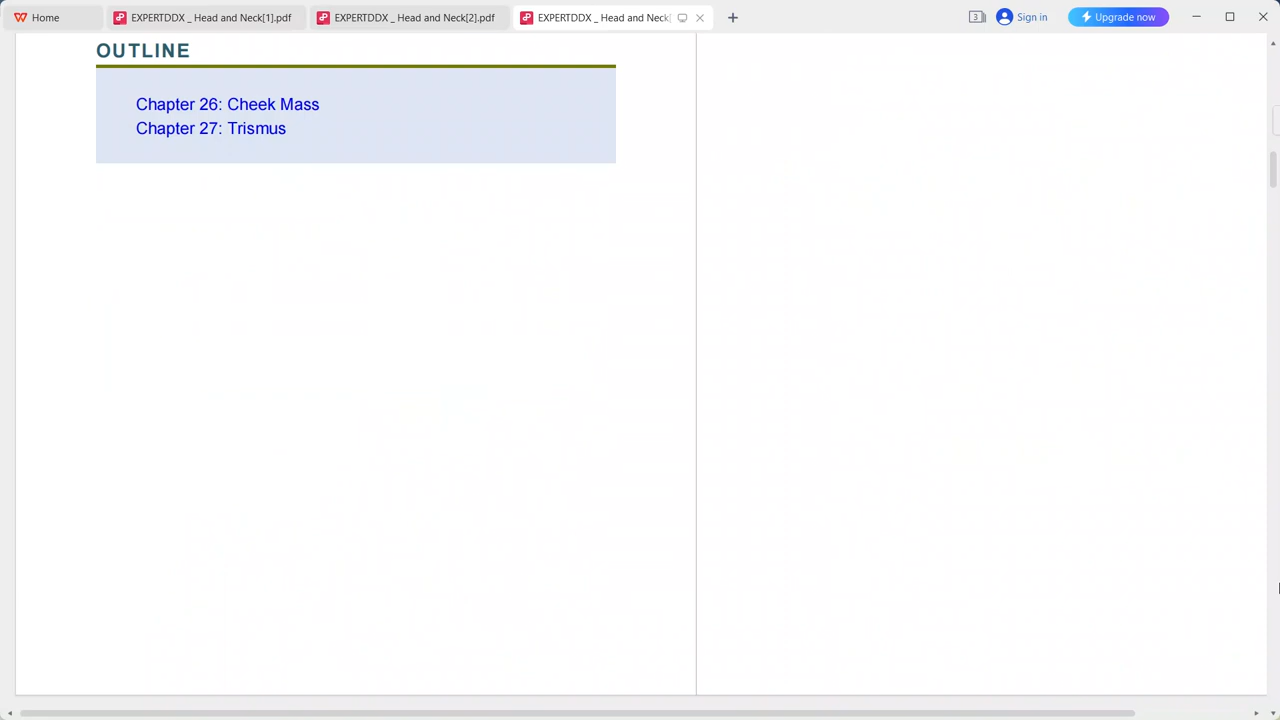 Home
EXPERTDDX _ Head and Neck[1].pdf
EXPERTDDX _ Head and Neck[2].pdf
EXPERTDDX _ Head and Neck[
3
Sign in
Upgrade now
OUTLINE
Chapter 26: Cheek Mass
Chapter 27: Trismus